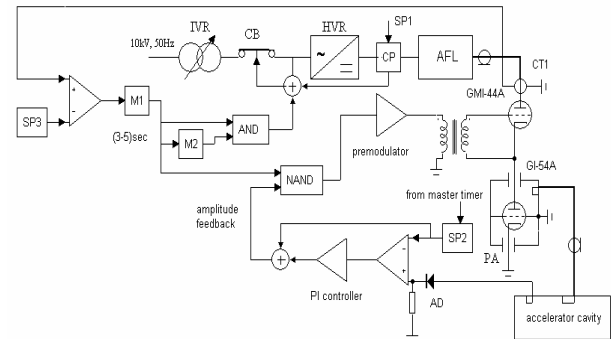 IVR
CB
HVR
SP1
10kV, 50Hz
~
=
CP
AFL
CT1
GMI-44A
+
-
M1
SP3
(3-5)sec
M2
AND
+
premodulator
GI-54A
NAND
amplitude
feedback
from master timer
SP2
-
+
+
PI controller
AD
PA
accelerator cavity